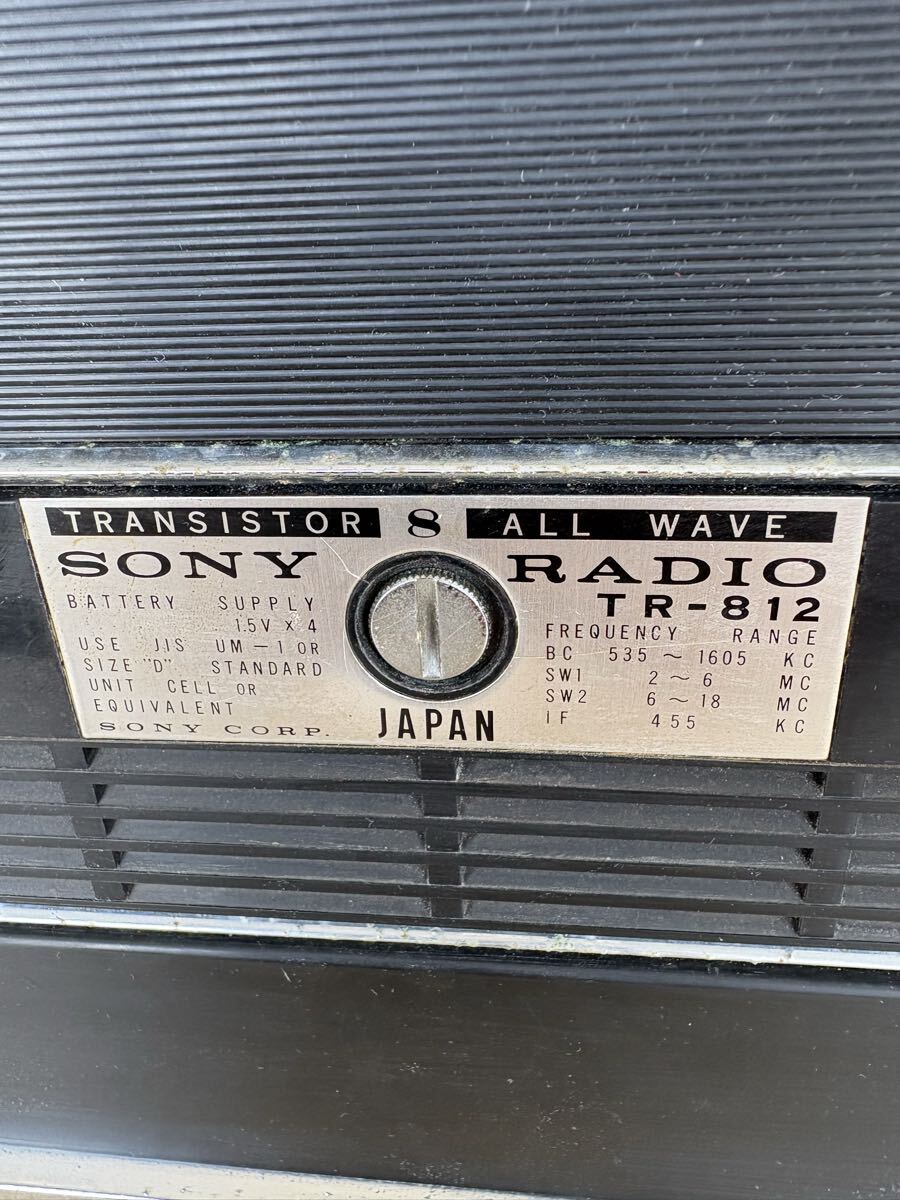 TRANSISTOR 8 ALL WAVE
SONY RADIO
TR-812
BATTERY SUPPLY
1.5V × 4
USE JIS UM-1 OR
SIZE "D" STANDARD
UNIT CELL OR
EQUIVALENT
SONY CORP.
JAPAN
FREQUENCY RANGE
BC 535 ~ 1605 KC
SW1 2 ~ 6 MC
SW2 6 ~ 18 MC
IF 455 KC